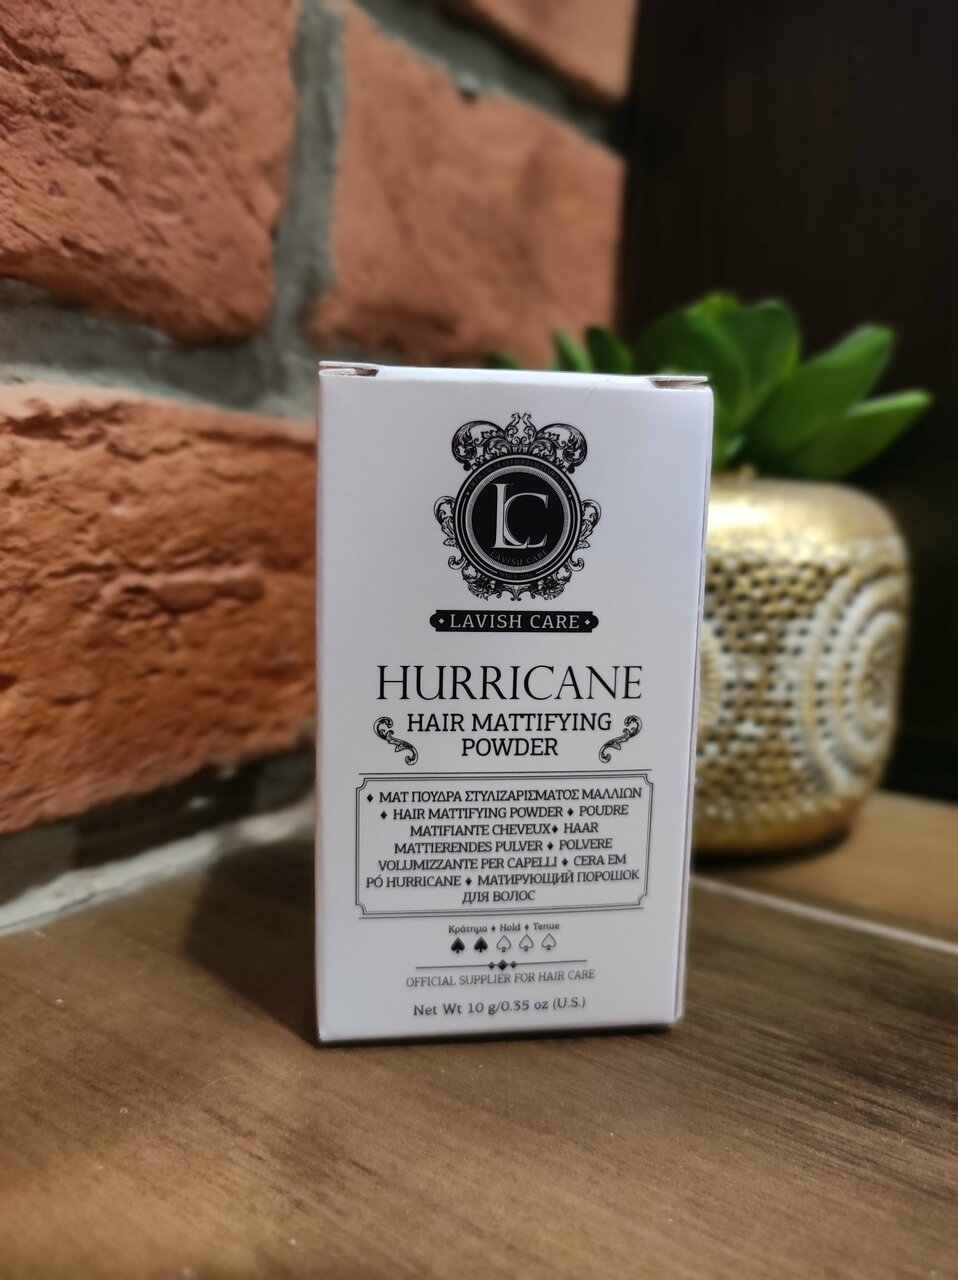 LC
LAVISH CARE
LAVISH CARE
HURRICANE
HAIR MATTIFYING
POWDER
♦ ΜΑΤ ΠΟΥΔΡΑ ΣΤΥΛΙΖΑΡΙΣΜΑΤΟΣ ΜΑΛΛΙΩΝ
♦ HAIR MATTIFYING POWDER ♦ POUDRE
MATIFIANTE CHEVEUX♦ HAAR
MATTIERENDES PULVER ♦ POLVERE
VOLUMIZZANTE PER CAPELLI ♦ CERA EM
PÓ HURRICANE ♦ МАТИРУЮЩИЙ ПОРОШОК
ДЛЯ ВОЛОС
Κράτημα ♦ Hold ♦ Tenue
OFFICIAL SUPPLIER FOR HAIR CARE
Net Wt 10 g/0.35 oz (U.S.)